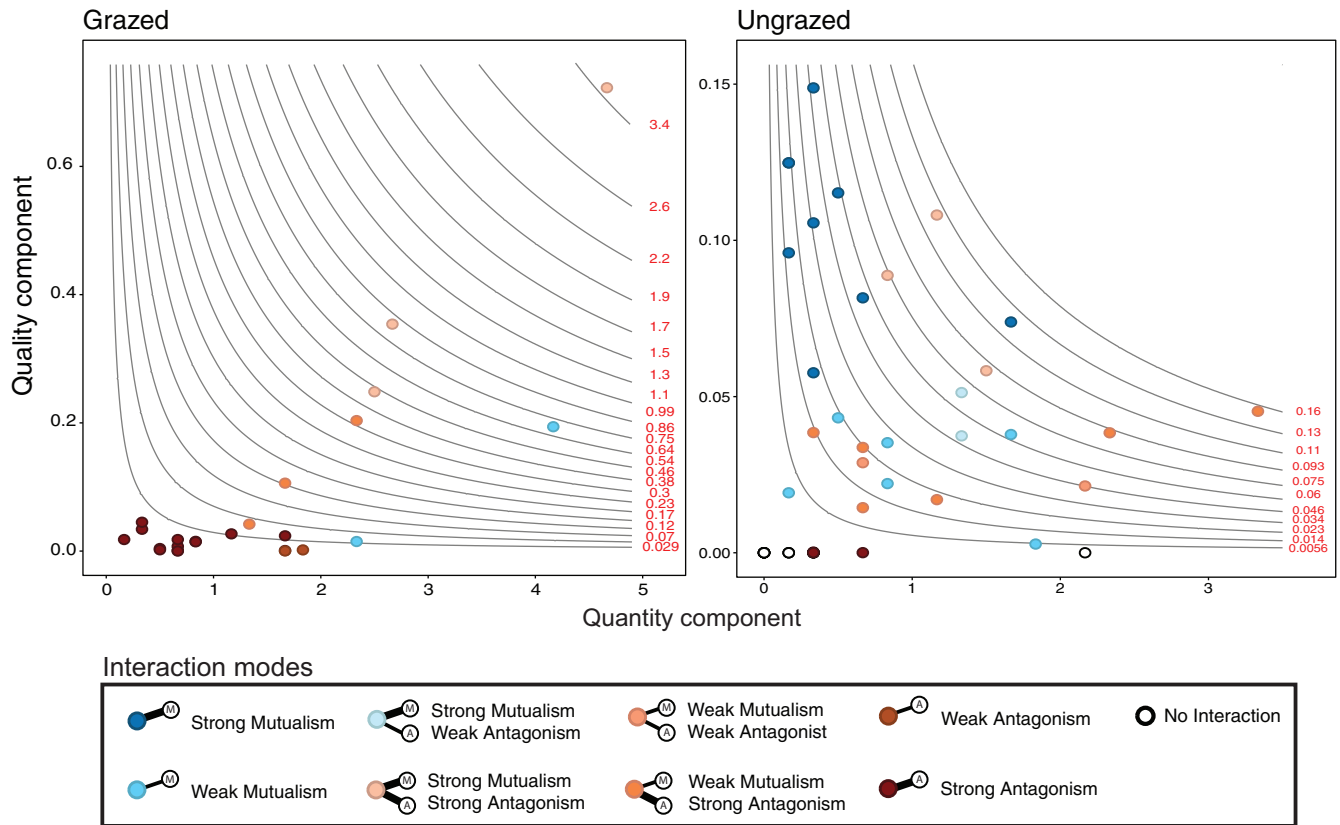 Grazed
Ungrazed
Quality component
0.6
0.4
0.2
0.0
0
1
2
3
4
5
3.4
2.6
2.2
1.9
1.7
1.5
1.3
1.1
0.99
0.86
0.75
0.64
0.54
0.46
0.38
0.3
0.23
0.17
0.12
0.07
0.029
0.15
0.10
0.05
0.00
0
1
2
3
0.16
0.13
0.11
0.093
0.075
0.06
0.046
0.034
0.023
0.014
0.0056
Quantity component
Interaction modes
M
Strong Mutualism
M
A
Strong Mutualism
Weak Antagonism
M
A
Weak Mutualism
Weak Antagonist
A
Weak Antagonism
No Interaction
M
Weak Mutualism
M
A
Strong Mutualism
Strong Antagonism
M
A
Weak Mutualism
Strong Antagonism
A
Strong Antagonism